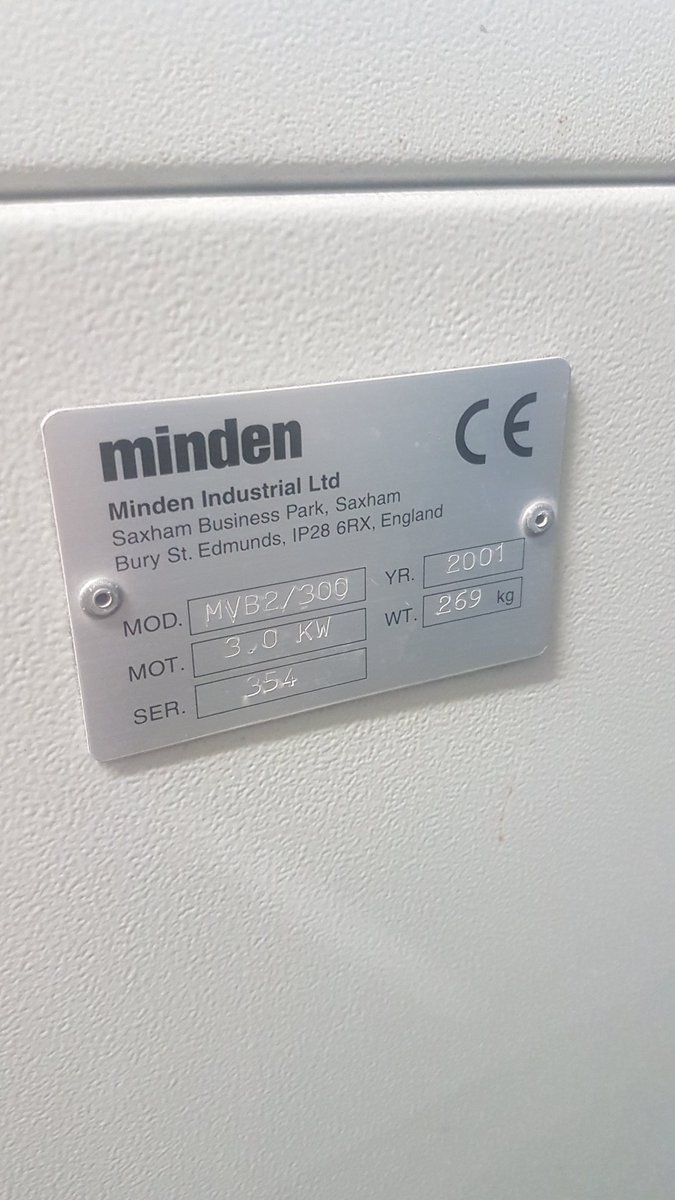 minden
CE
Minden Industrial Ltd
Saxham Business Park, Saxham
Bury St. Edmunds, IP28 6RX, England
MOD. MVB2/300 YR. 2001
MOT. 3.0 KW WT. 269 kg
SER. 354